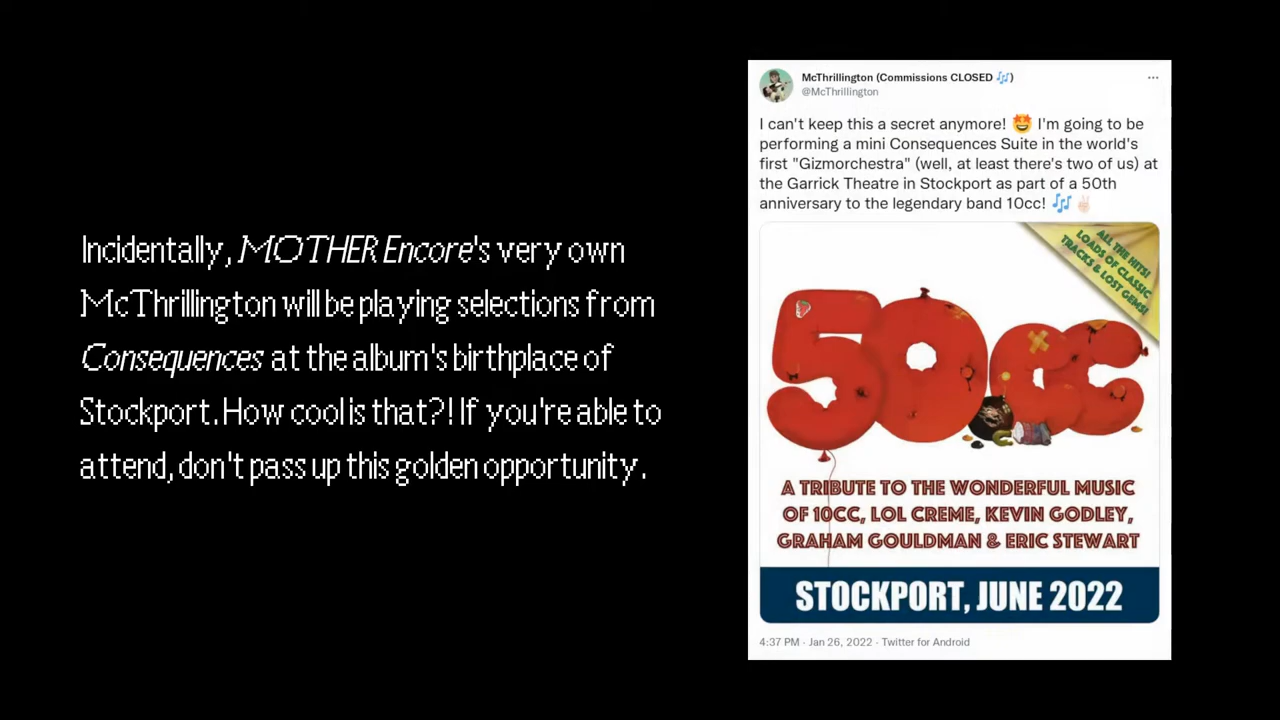 Incidentally, MOTHER Encore's very own
McThrillington will be playing selections from
Consequences at the album's birthplace of
Stockport. How cool is that?! If you're able to
attend, don't pass up this golden opportunity.
McThrillington (Commissions CLOSED 🎶)
@McThrillington
I can't keep this a secret anymore! 🤩 I'm going to be
performing a mini Consequences Suite in the world's
first "Gizmorchestra" (well, at least there's two of us) at
the Garrick Theatre in Stockport as part of a 50th
anniversary to the legendary band 10cc! 🎶✌🏻
ALL THE HITS!
LOADS OF CLASSIC
TRACKS & LOST GEMS!
50cc
A TRIBUTE TO THE WONDERFUL MUSIC
OF 10CC, LOL CREME, KEVIN GODLEY,
GRAHAM GOULDMAN & ERIC STEWART
STOCKPORT, JUNE 2022
4:37 PM · Jan 26, 2022 · Twitter for Android